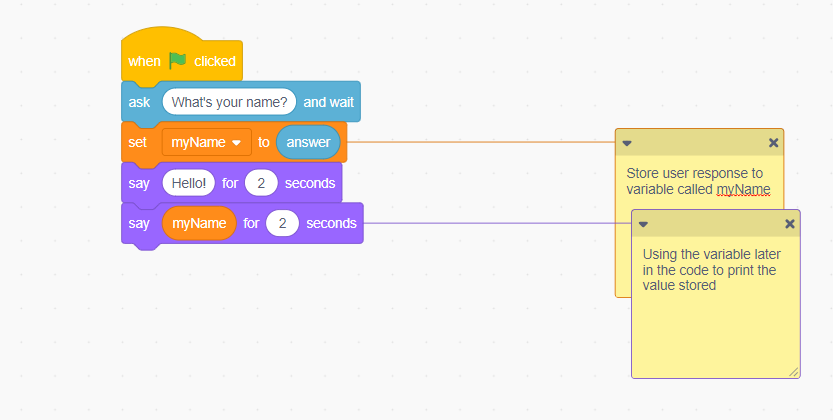 when clicked
ask What's your name? and wait
set myName to answer
say Hello! for 2 seconds
say myName for 2 seconds
Store user response to
variable called myName
Using the variable later
in the code to print the
value stored